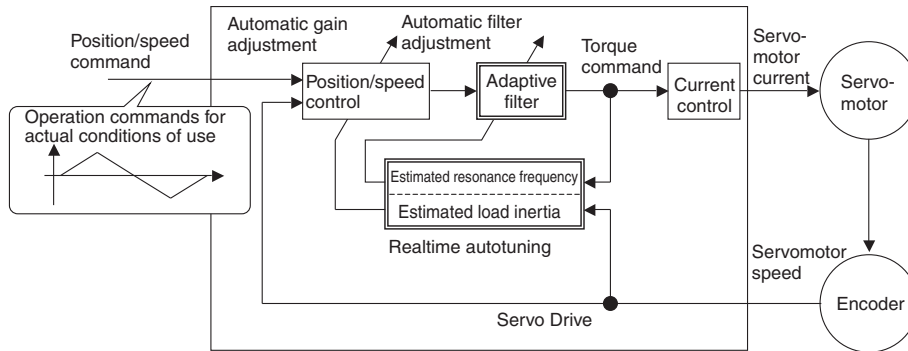 Automatic gain
adjustment
Automatic filter
adjustment
Position/speed
command
Torque
command
Servo-
motor
current
Position/speed
control
Adaptive
filter
Current
control
Servo-
motor
Operation commands for
actual conditions of use
Estimated resonance frequency
Estimated load inertia
Realtime autotuning
Servomotor
speed
Encoder
Servo Drive